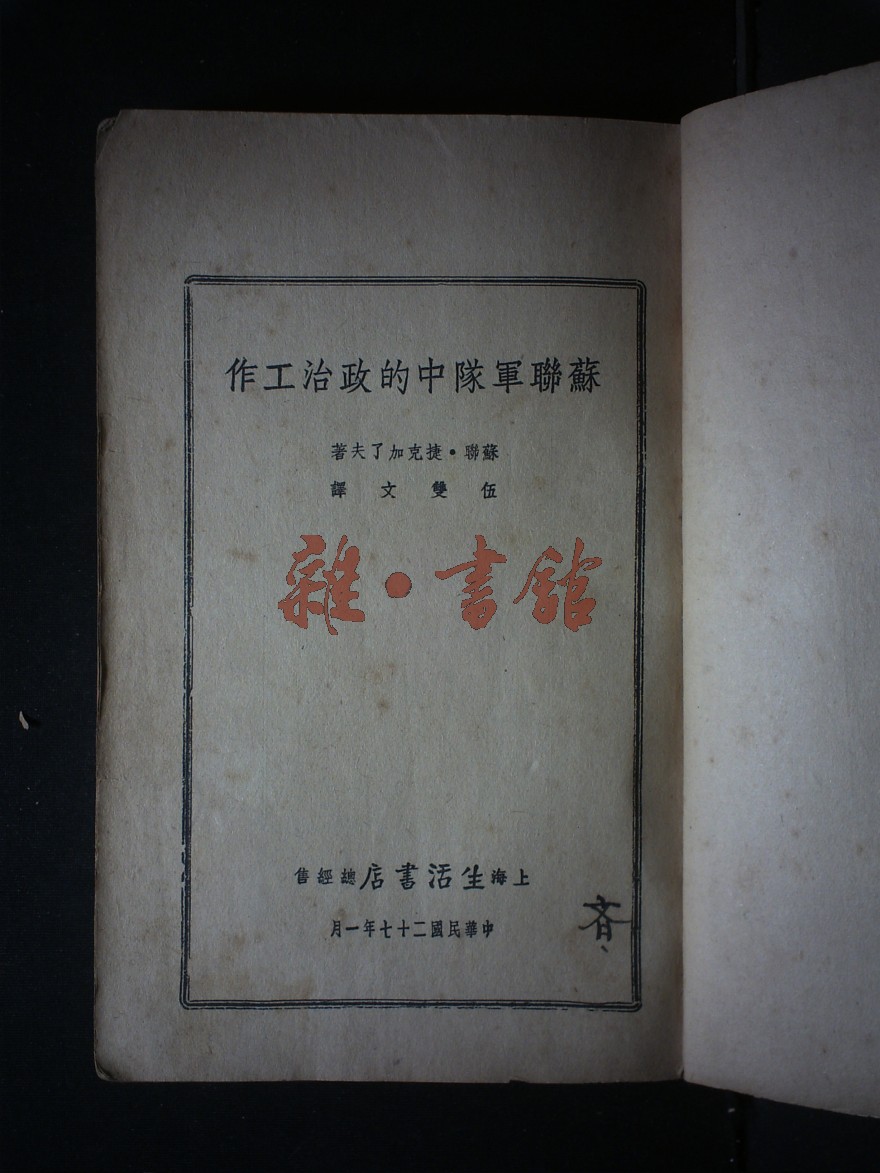 蘇聯軍隊中的政治工作
蘇聯•捷克加了夫著
伍雙文譯
雜•書館
上海生活書店總經售
中華民國二十七年一月